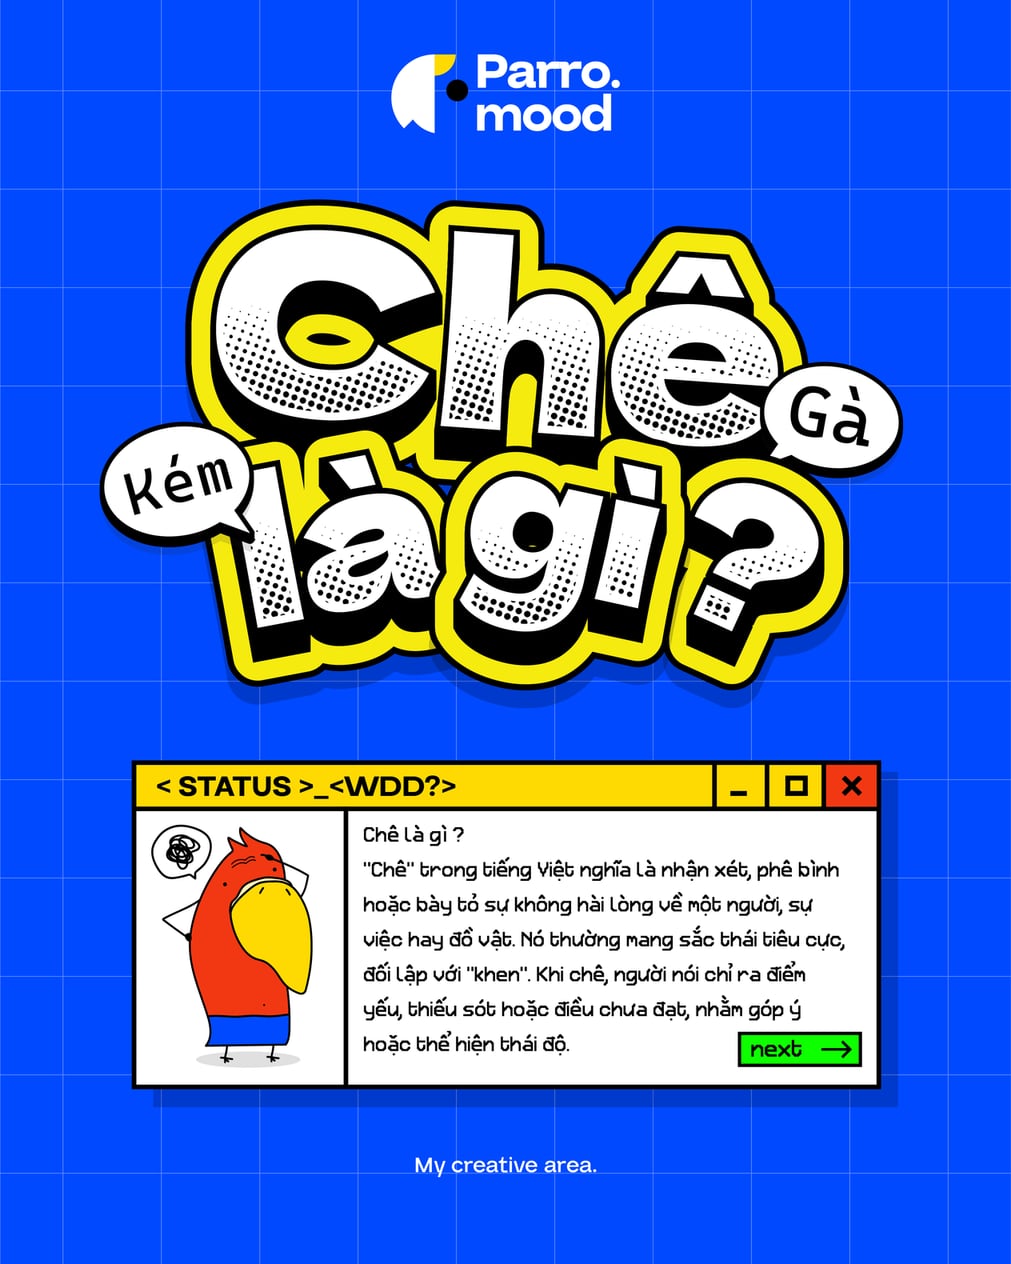 Parro.
mood
Chê
Gà
Kém
là gì?
< STATUS >_<WDD?>
Chê là gì ?
"Chê" trong tiếng Việt nghĩa là nhận xét, phê bình
hoặc bày tỏ sự không hài lòng về một người, sự
việc hay đồ vật. Nó thường mang sắc thái tiêu cực,
đối lập với "khen". Khi chê, người nói chỉ ra điểm
yếu, thiếu sót hoặc điều chưa đạt, nhằm góp ý
hoặc thể hiện thái độ.
next →
My creative area.